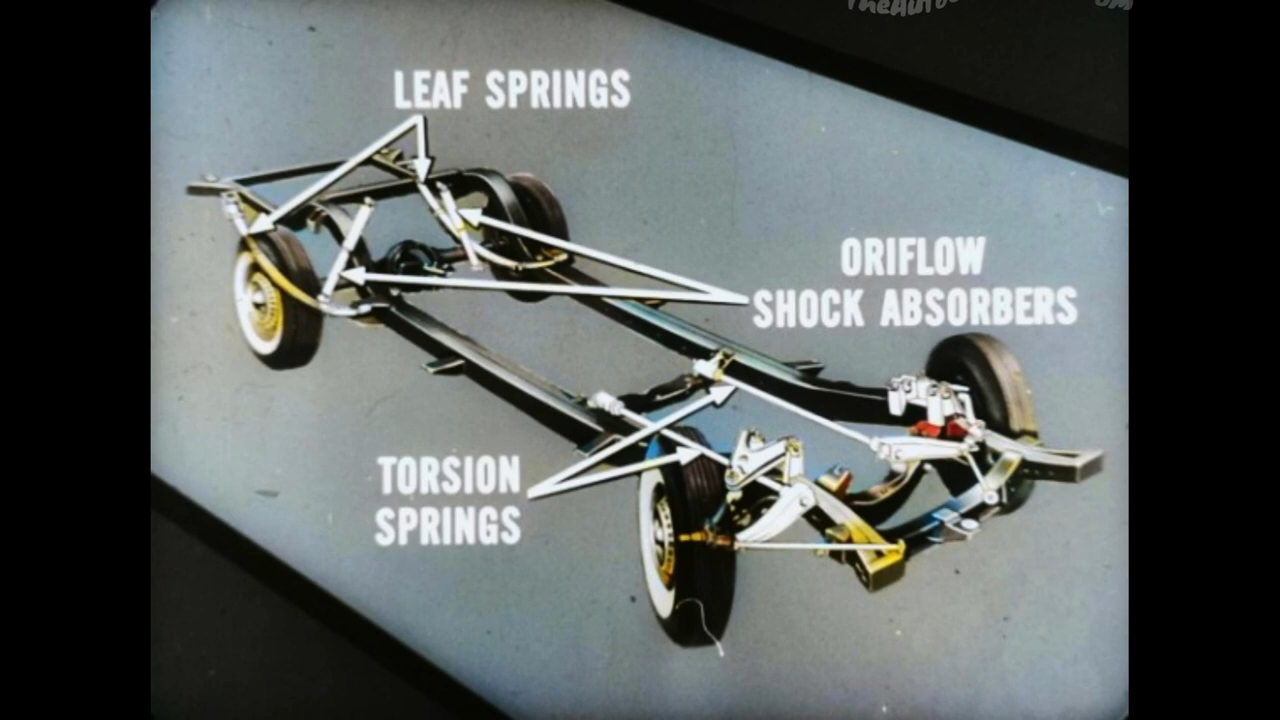 LEAF SPRINGS
ORIFLOW
SHOCK ABSORBERS
TORSION
SPRINGS